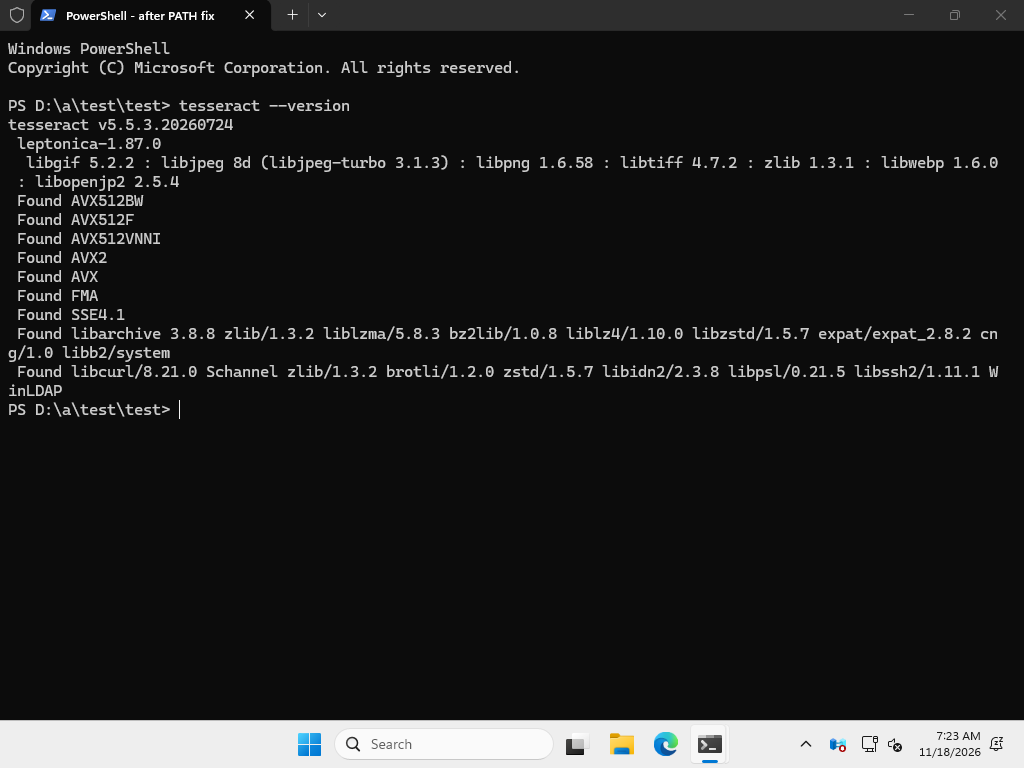 PowerShell - after PATH fix
Windows PowerShell
Copyright (C) Microsoft Corporation. All rights reserved.
PS D:\a\test\test> tesseract --version
tesseract v5.5.3.20260724
 leptonica-1.87.0
  libgif 5.2.2 : libjpeg 8d (libjpeg-turbo 3.1.3) : libpng 1.6.58 : libtiff 4.7.2 : zlib 1.3.1 : libwebp 1.6.0
 : libopenjp2 2.5.4
 Found AVX512BW
 Found AVX512F
 Found AVX512VNNI
 Found AVX2
 Found AVX
 Found FMA
 Found SSE4.1
 Found libarchive 3.8.8 zlib/1.3.2 liblzma/5.8.3 bz2lib/1.0.8 liblz4/1.10.0 libzstd/1.5.7 expat/expat_2.8.2 cn
g/1.0 libb2/system
 Found libcurl/8.21.0 Schannel zlib/1.3.2 brotli/1.2.0 zstd/1.5.7 libidn2/2.3.8 libpsl/0.21.5 libssh2/1.11.1 W
inLDAP
PS D:\a\test\test>
Search
7:23 AM
11/18/2026